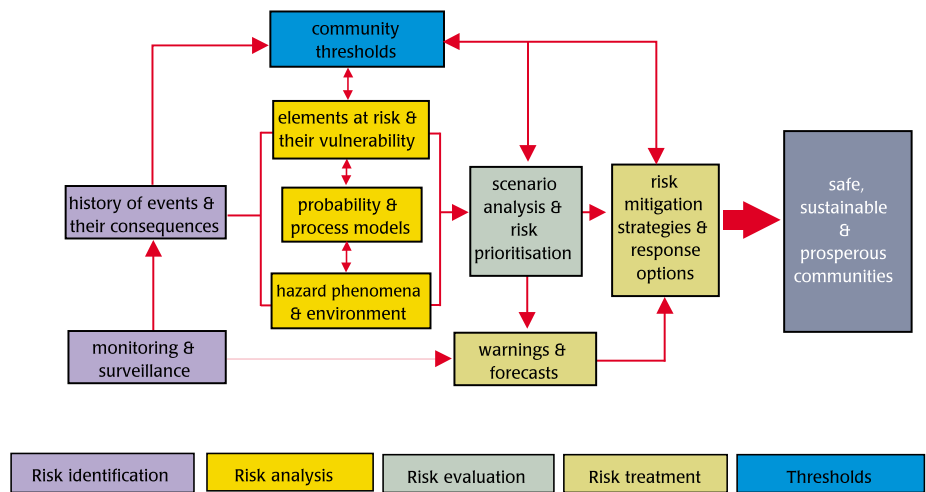 community
thresholds
elements at risk &
their vulnerability
history of events &
their consequences
probability &
process models
hazard phenomena
& environment
monitoring &
surveillance
scenario
analysis &
risk
prioritisation
warnings &
forecasts
risk
mitigation
strategies &
response
options
safe,
sustainable
&
prosperous
communities
Risk identification
Risk analysis
Risk evaluation
Risk treatment
Thresholds